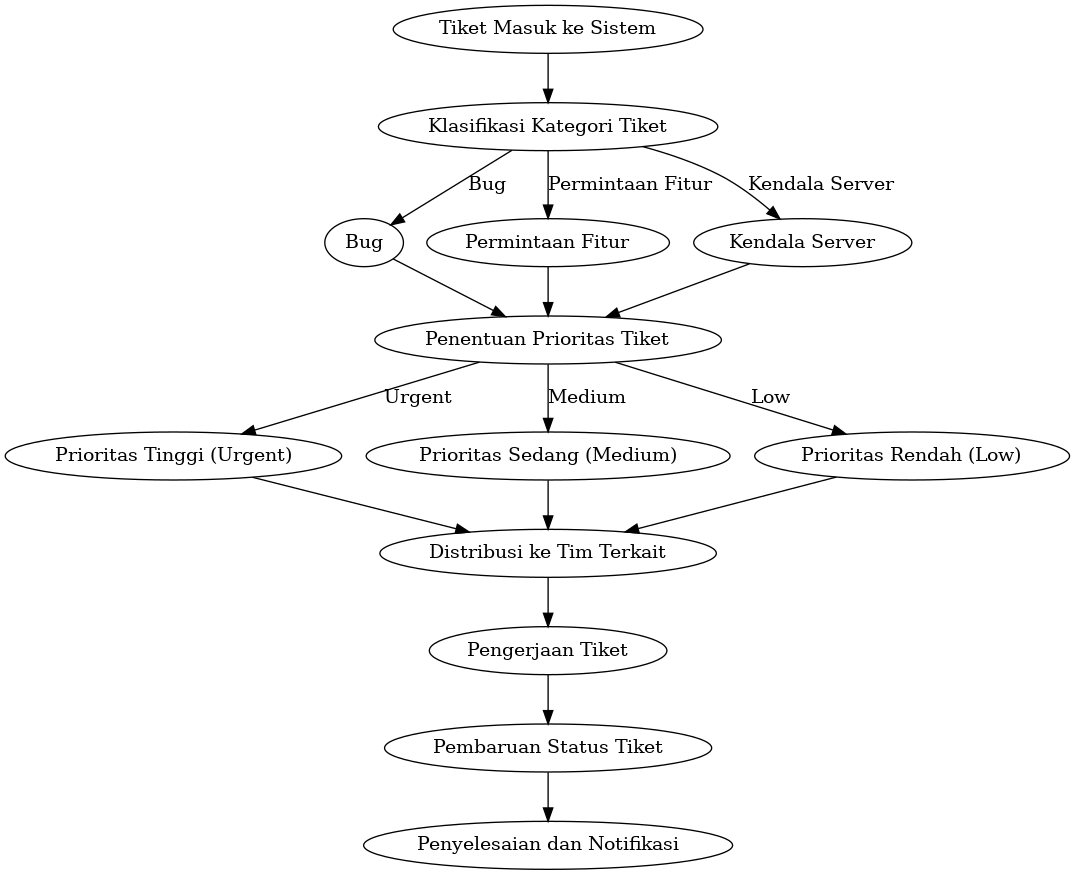 Tiket Masuk ke Sistem
Klasifikasi Kategori Tiket
Bug
Permintaan Fitur
Kendala Server
Bug
Permintaan Fitur
Kendala Server
Penentuan Prioritas Tiket
Urgent
Medium
Low
Prioritas Tinggi (Urgent)
Prioritas Sedang (Medium)
Prioritas Rendah (Low)
Distribusi ke Tim Terkait
Pengerjaan Tiket
Pembaruan Status Tiket
Penyelesaian dan Notifikasi